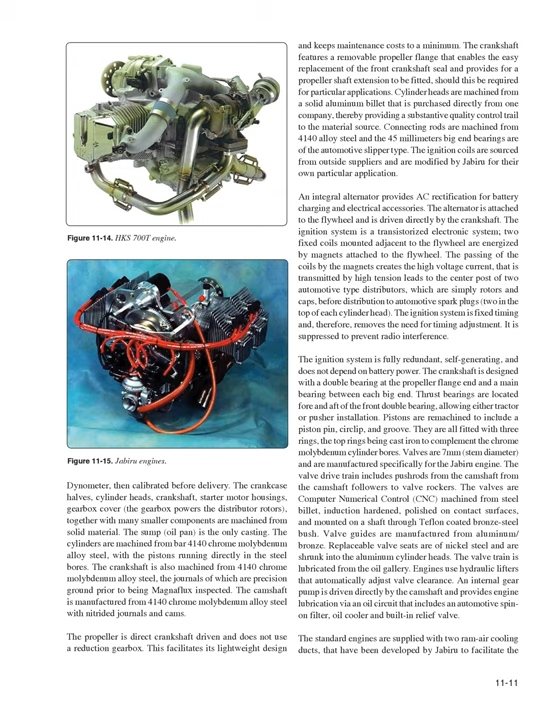 Figure 11-14. HKS 700T engine.
Figure 11-15. Jabiru engines.
Dynometer, then calibrated before delivery. The crankcase
halves, cylinder heads, crankshaft, starter motor housings,
gearbox cover (the gearbox powers the distributor rotors),
together with many smaller components are machined from
solid material. The sump (oil pan) is the only casting. The
cylinders are machined from bar 4140 chrome molybdenum
alloy steel, with the pistons running directly in the steel
bores. The crankshaft is also machined from 4140 chrome
molybdenum alloy steel, the journals of which are precision
ground prior to being Magnaflux inspected. The camshaft
is manufactured from 4140 chrome molybdenum alloy steel
with nitrided journals and cams.
The propeller is direct crankshaft driven and does not use
a reduction gearbox. This facilitates its lightweight design
and keeps maintenance costs to a minimum. The crankshaft
features a removable propeller flange that enables the easy
replacement of the front crankshaft seal and provides for a
propeller shaft extension to be fitted, should this be required
for particular applications. Cylinder heads are machined from
a solid aluminum billet that is purchased directly from one
company, thereby providing a substantive quality control trail
to the material source. Connecting rods are machined from
4140 alloy steel and the 45 millimeters big end bearings are
of the automotive slipper type. The ignition coils are sourced
from outside suppliers and are modified by Jabiru for their
own particular application.
An integral alternator provides AC rectification for battery
charging and electrical accessories. The alternator is attached
to the flywheel and is driven directly by the crankshaft. The
ignition system is a transistorized electronic system; two
fixed coils mounted adjacent to the flywheel are energized
by magnets attached to the flywheel. The passing of the
coils by the magnets creates the high voltage current, that is
transmitted by high tension leads to the center post of two
automotive type distributors, which are simply rotors and
caps, before distribution to automotive spark plugs (two in the
top of each cylinder head). The ignition system is fixed timing
and, therefore, removes the need for timing adjustment. It is
suppressed to prevent radio interference.
The ignition system is fully redundant, self-generating, and
does not depend on battery power. The crankshaft is designed
with a double bearing at the propeller flange end and a main
bearing between each big end. Thrust bearings are located
fore and aft of the front double bearing, allowing either tractor
or pusher installation. Pistons are remachined to include a
piston pin, circlip, and groove. They are all fitted with three
rings, the top rings being cast iron to complement the chrome
molybdenum cylinder bores. Valves are 7mm (stem diameter)
and are manufactured specifically for the Jabiru engine. The
valve drive train includes pushrods from the camshaft from
the camshaft followers to valve rockers. The valves are
Computer Numerical Control (CNC) machined from steel
billet, induction hardened, polished on contact surfaces,
and mounted on a shaft through Teflon coated bronze-steel
bush. Valve guides are manufactured from aluminum/
bronze. Replaceable valve seats are of nickel steel and are
shrunk into the aluminum cylinder heads. The valve train is
lubricated from the oil gallery. Engines use hydraulic lifters
that automatically adjust valve clearance. An internal gear
pump is driven directly by the camshaft and provides engine
lubrication via an oil circuit that includes an automotive spin-
on filter, oil cooler and built-in relief valve.
The standard engines are supplied with two ram-air cooling
ducts, that have been developed by Jabiru to facilitate the
11-11